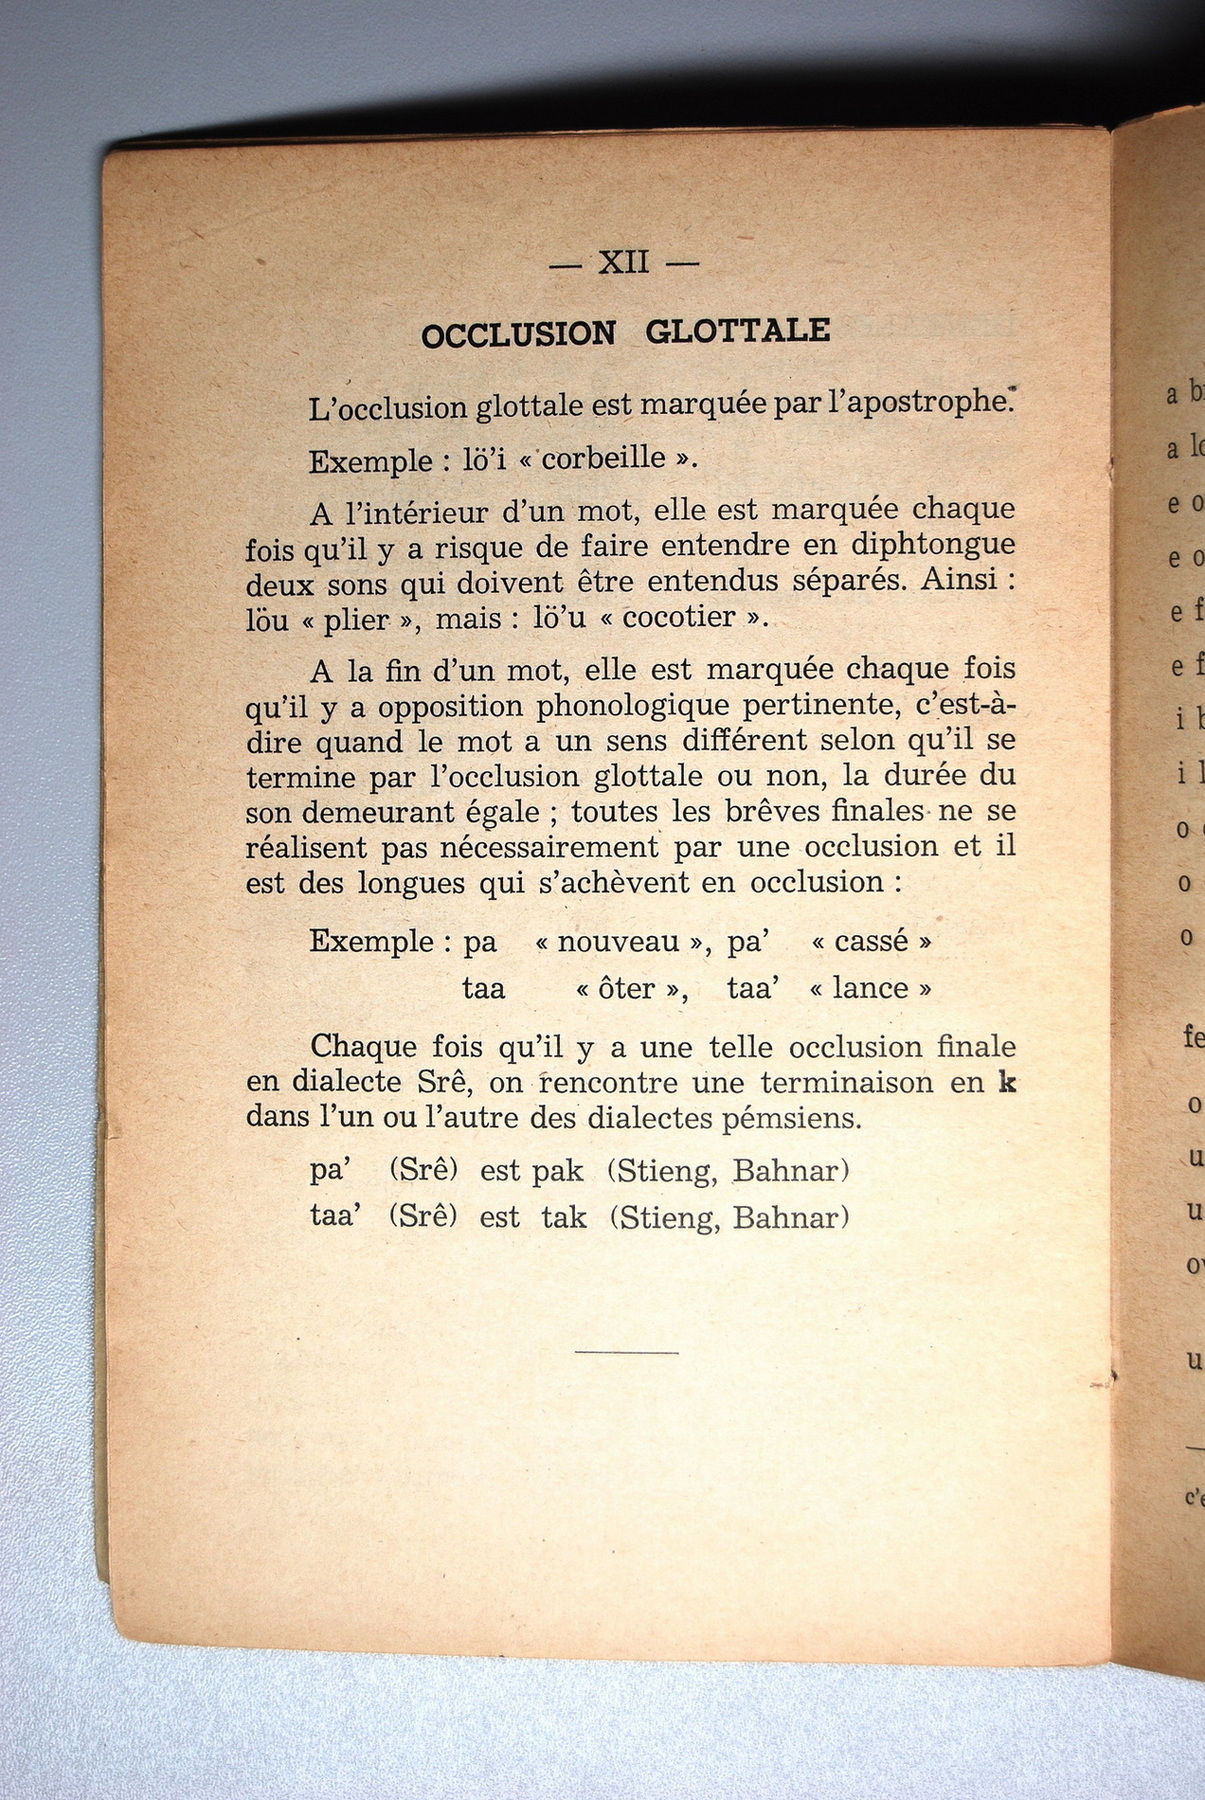 — XII —
OCCLUSION GLOTTALE
L’occlusion glottale est marquée par l’apostrophe.
Exemple : lö’i « corbeille ».
A l’intérieur d’un mot, elle est marquée chaque
fois qu’il y a risque de faire entendre en diphtongue
deux sons qui doivent être entendus séparés. Ainsi :
löu « plier », mais : lö’u « cocotier ».
A la fin d’un mot, elle est marquée chaque fois
qu’il y a opposition phonologique pertinente, c’est-à-
dire quand le mot a un sens différent selon qu’il se
termine par l’occlusion glottale ou non, la durée du
son demeurant égale ; toutes les brêves finales ne se
réalisent pas nécessairement par une occlusion et il
est des longues qui s’achèvent en occlusion :
Exemple : pa « nouveau », pa’ « cassé »
taa « ôter », taa’ « lance »
Chaque fois qu’il y a une telle occlusion finale
en dialecte Srê, on rencontre une terminaison en k
dans l’un ou l’autre des dialectes pémsiens.
pa’ (Srê) est pak (Stieng, Bahnar)
taa’ (Srê) est tak (Stieng, Bahnar)
a
a
e
e
e
e
i
i
o
o
o
o
u
u
u